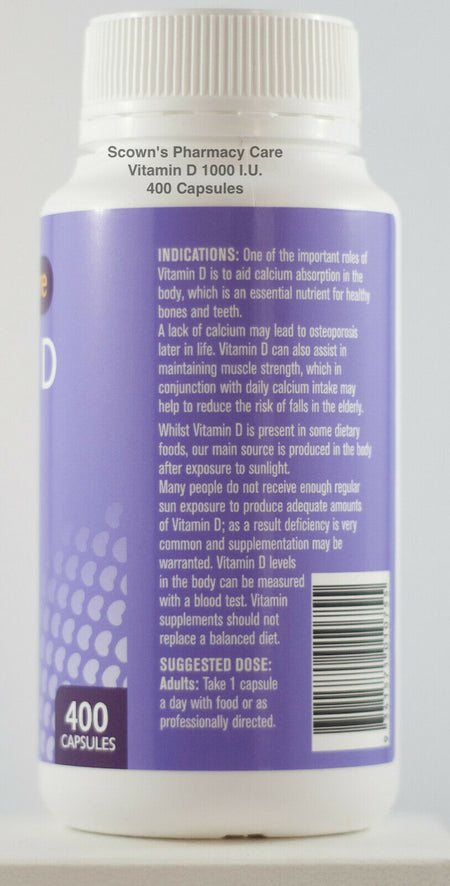 Scown's Pharmacy Care
Vitamin D 1000 I.U.
400 Capsules
INDICATIONS: One of the important roles of
Vitamin D is to aid calcium absorption in the
body, which is an essential nutrient for healthy
bones and teeth.
A lack of calcium may lead to osteoporosis
later in life. Vitamin D can also assist in
maintaining muscle strength, which in
conjunction with daily calcium intake may
help to reduce the risk of falls in the elderly.
Whilst Vitamin D is present in some dietary
foods, our main source is produced in the body
after exposure to sunlight.
Many people do not receive enough regular
sun exposure to produce adequate amounts
of Vitamin D; as a result deficiency is very
common and supplementation may be
warranted. Vitamin D levels
in the body can be measured
with a blood test. Vitamin
supplements should not
replace a balanced diet.
SUGGESTED DOSE:
Adults: Take 1 capsule
a day with food or as
professionally directed.
D
400
CAPSULES